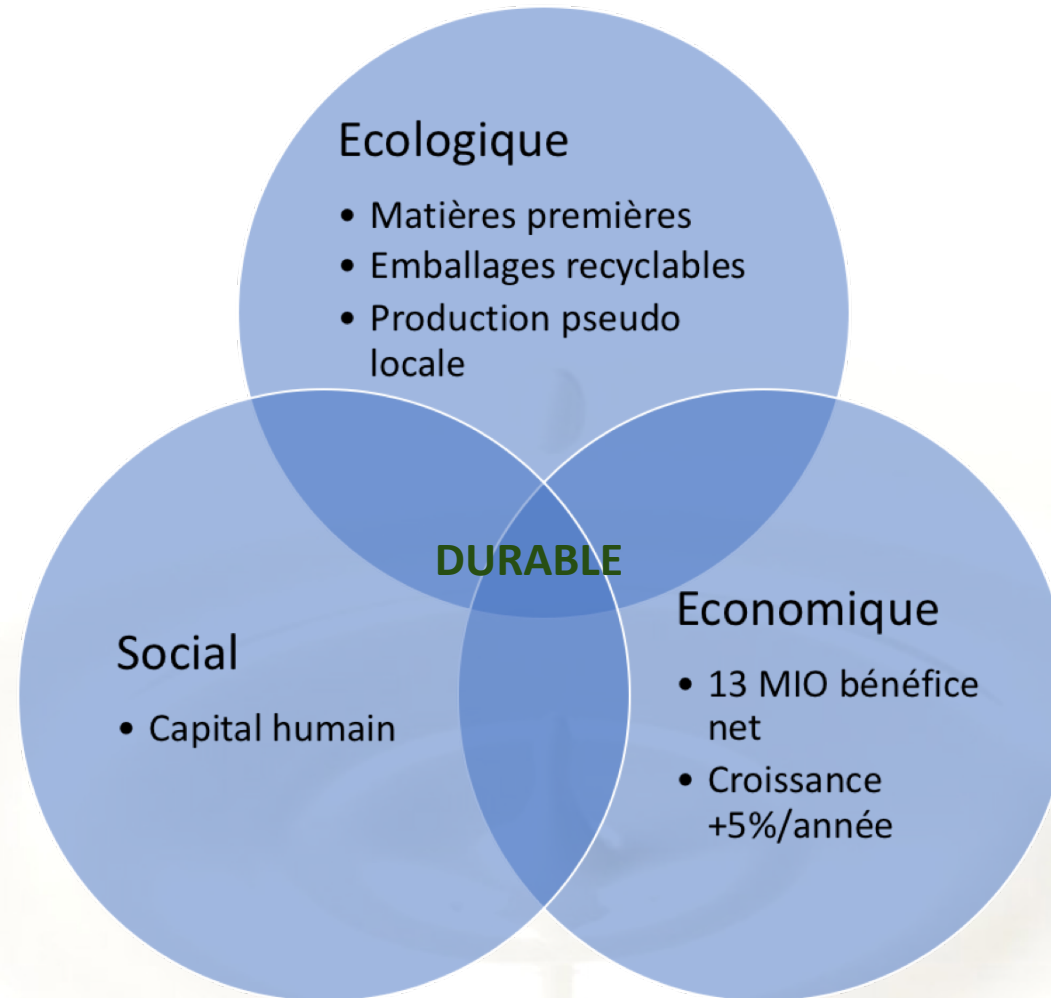 Ecologique
• Matières premières
• Emballages recyclables
• Production pseudo
locale
DURABLE
Social
• Capital humain
Economique
• 13 MIO bénéfice
net
• Croissance
+5%/année